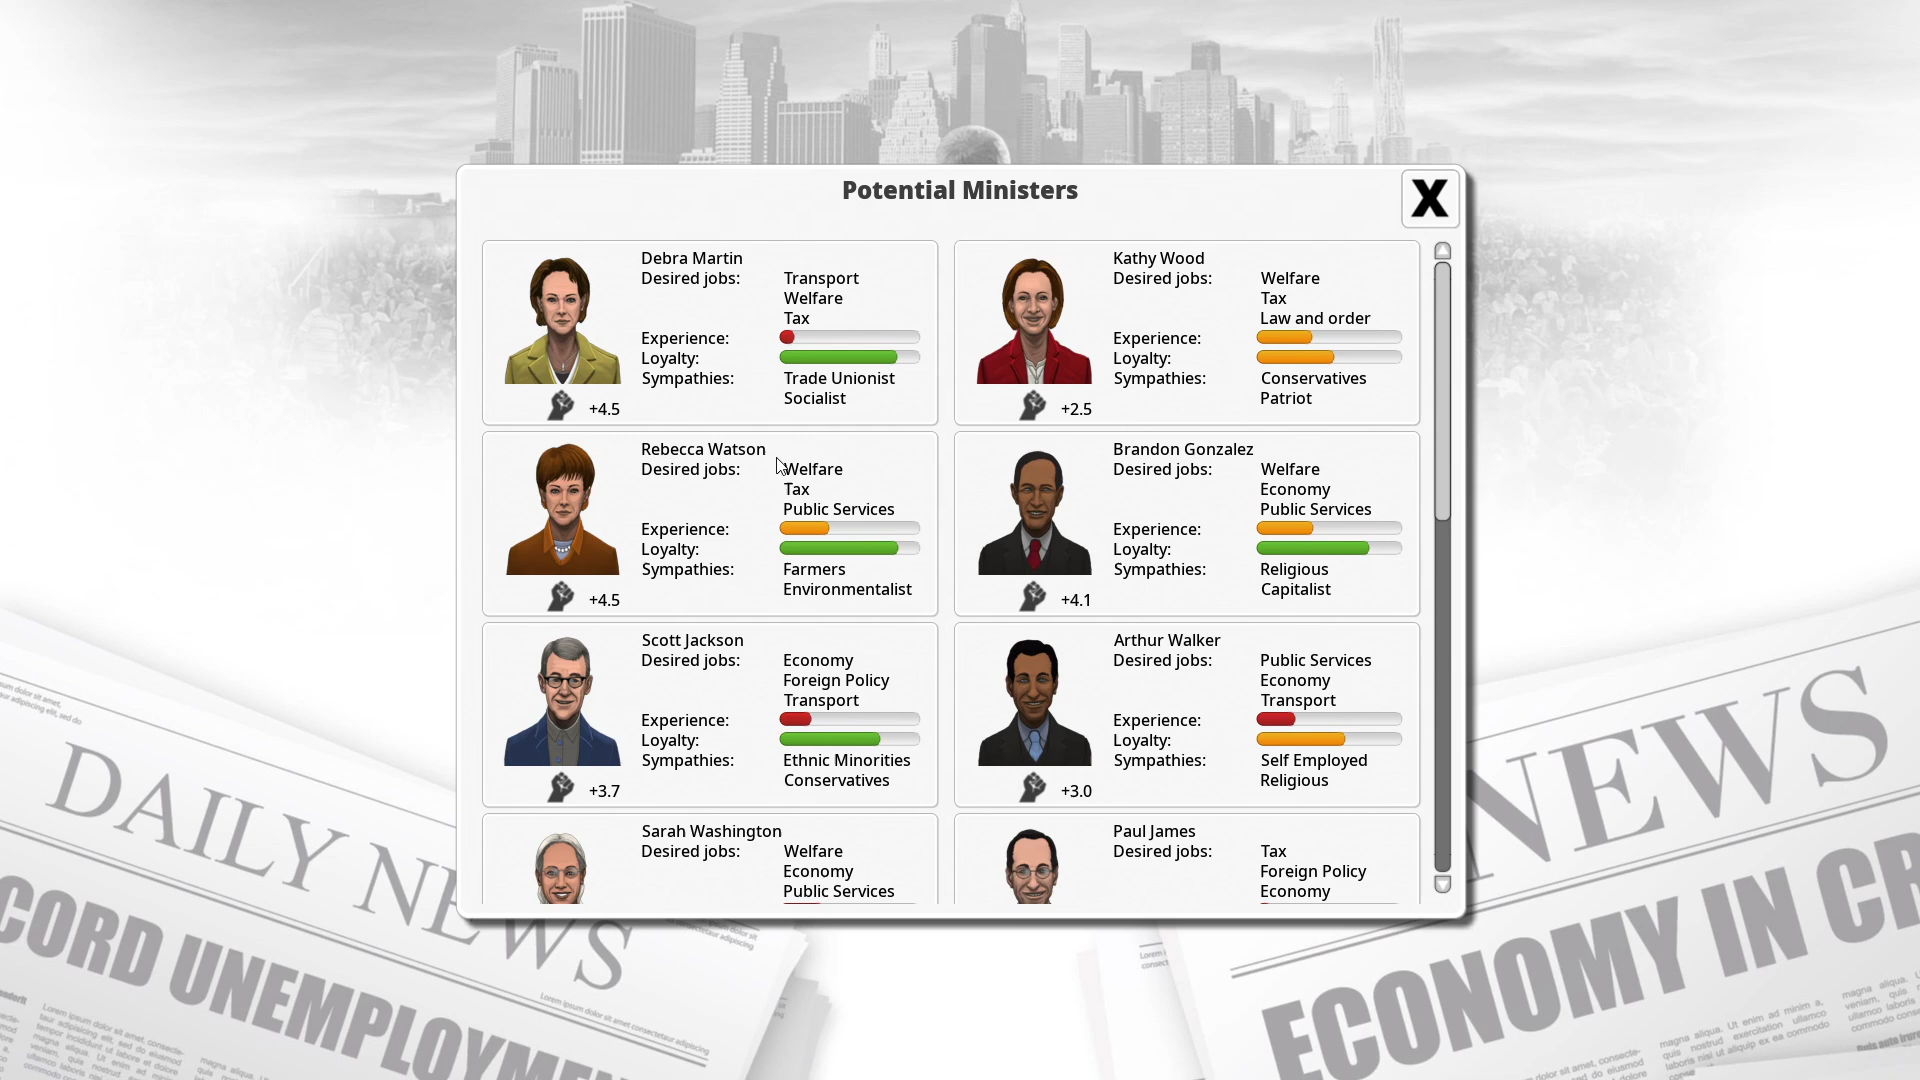 Potential Ministers
X
Debra Martin
Desired jobs: Transport
Welfare
Tax
Experience:
Loyalty:
Sympathies: Trade Unionist
Socialist
+4.5
Kathy Wood
Desired jobs: Welfare
Tax
Law and order
Experience:
Loyalty:
Sympathies: Conservatives
Patriot
+2.5
Rebecca Watson
Desired jobs: Welfare
Tax
Public Services
Experience:
Loyalty:
Sympathies: Farmers
Environmentalist
+4.5
Brandon Gonzalez
Desired jobs: Welfare
Economy
Public Services
Experience:
Loyalty:
Sympathies: Religious
Capitalist
+4.1
Scott Jackson
Desired jobs: Economy
Foreign Policy
Transport
Experience:
Loyalty:
Sympathies: Ethnic Minorities
Conservatives
+3.7
Arthur Walker
Desired jobs: Public Services
Economy
Transport
Experience:
Loyalty:
Sympathies: Self Employed
Religious
+3.0
Sarah Washington
Desired jobs: Welfare
Economy
Public Services
Paul James
Desired jobs: Tax
Foreign Policy
Economy
DAILY NEWS
CORD UNEMPLOYME
NEWS
ECONOMY IN CR